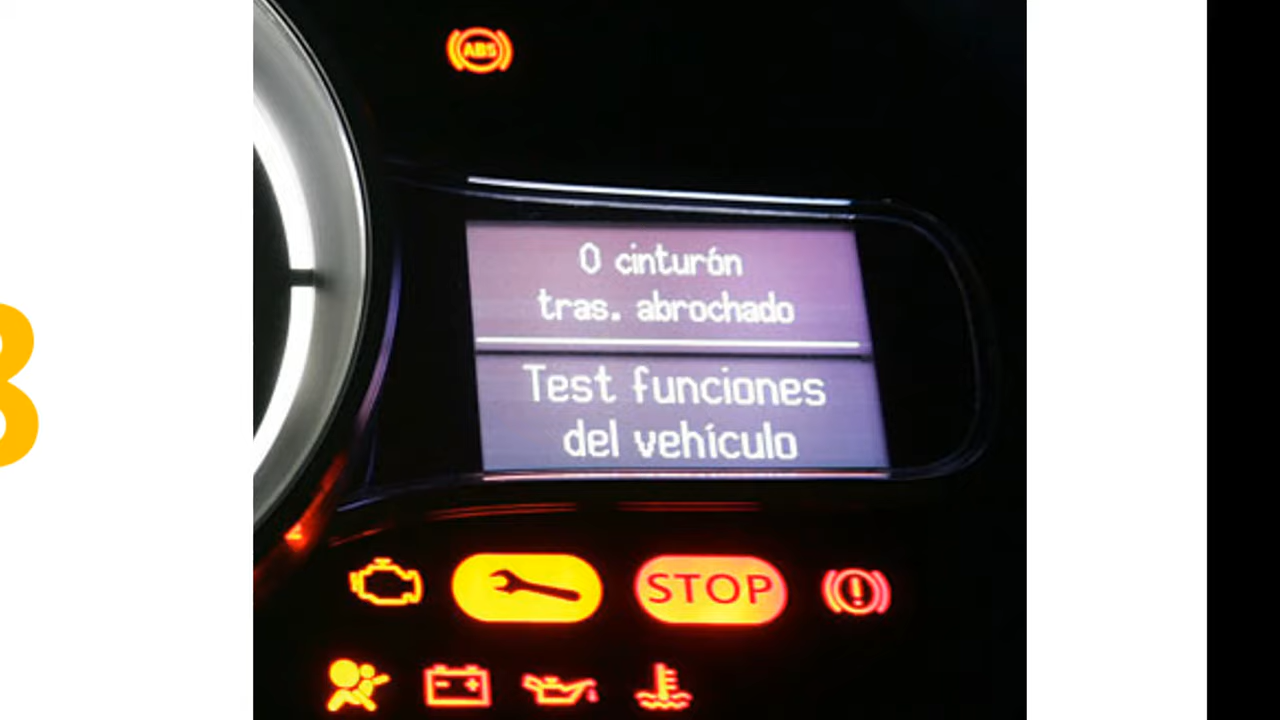 ABS
0 cinturón
tras. abrochado
Test funciones
del vehículo
STOP